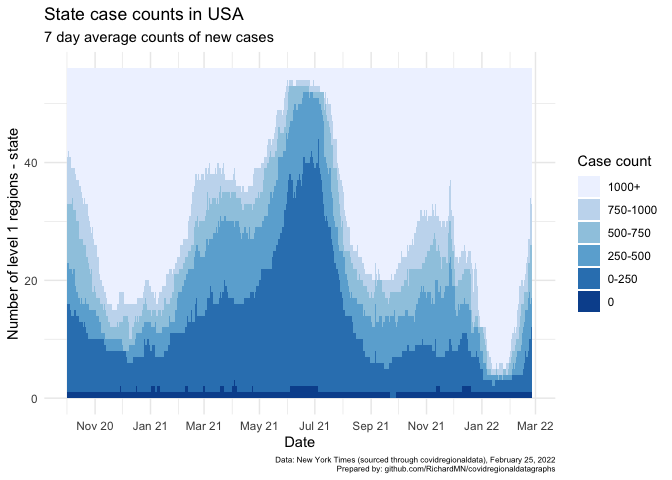 State case counts in USA
7 day average counts of new cases
Number of level 1 regions - state
40
20
0
Nov 20 Jan 21 Mar 21 May 21 Jul 21 Sep 21 Nov 21 Jan 22 Mar 22
Date
Case count
1000+
750-1000
500-750
250-500
0-250
0
Data: New York Times (sourced through covidregionaldata), February 25, 2022
Prepared by: github.com/RichardMN/covidregionaldatagraphs